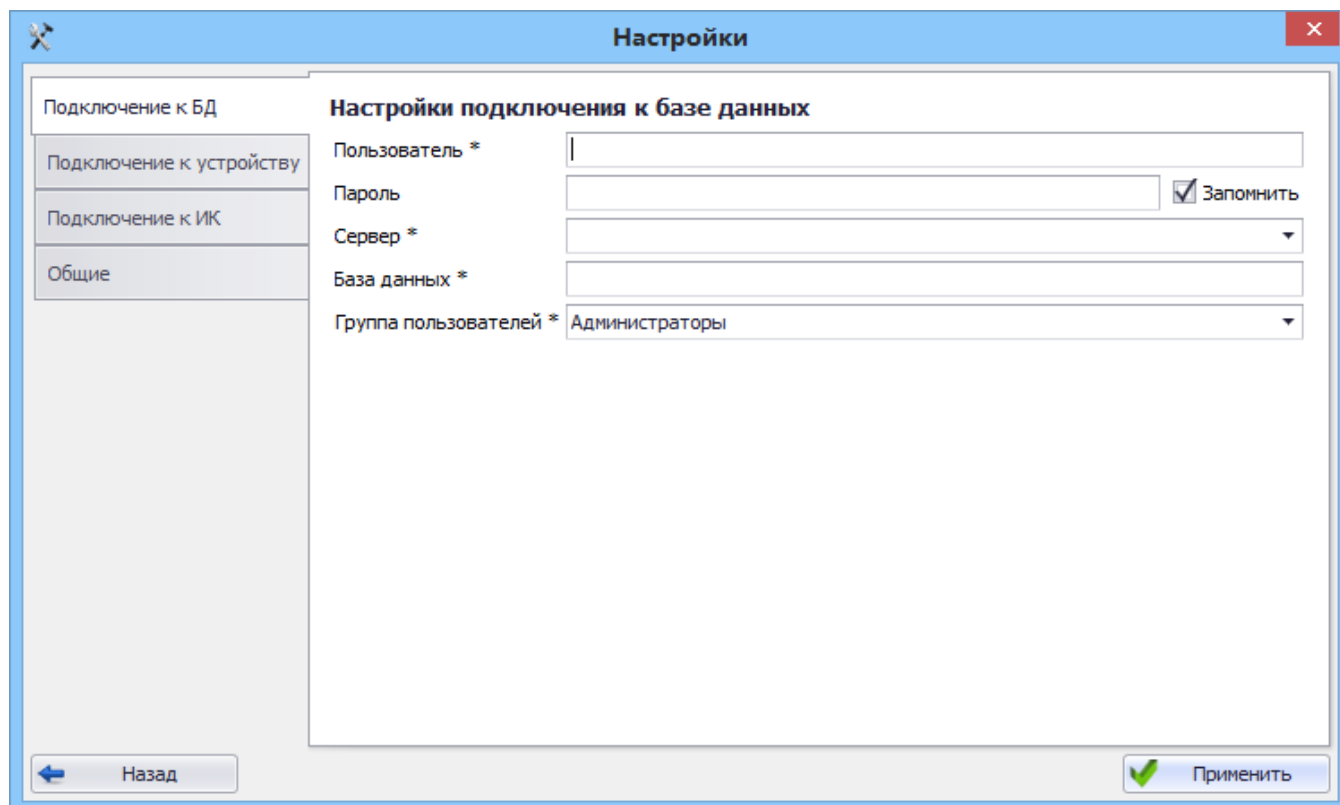 Настройки
Подключение к БД
Подключение к устройству
Подключение к ИК
Общие
Настройки подключения к базе данных
Пользователь *
Пароль
Запомнить
Сервер *
База данных *
Группа пользователей * Администраторы
Назад
Применить